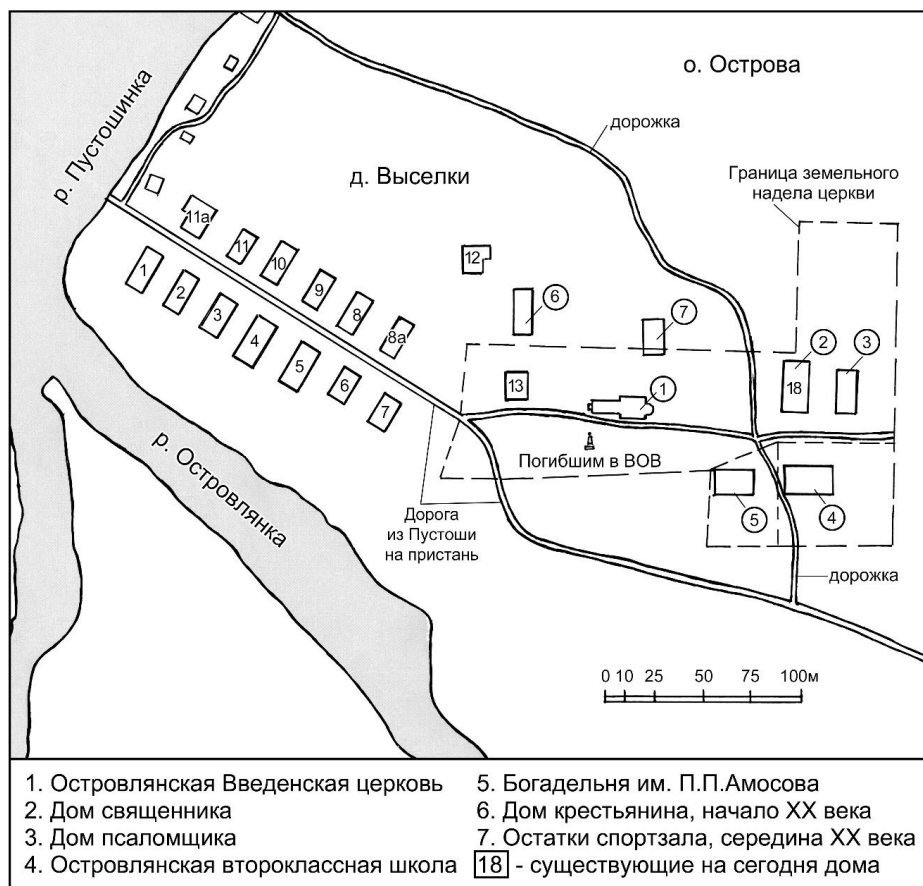 о. Острова
р. Пустошинка
дорожка
д. Выселки
Граница земельного
надела церкви
11а
11
10
9
8
8а
12
6
7
1
2
3
4
5
6
7
13
1
2
18
3
Погибшим в ВОВ
5
4
р. Островлянка
Дорога
из Пустоши
на пристань
дорожка
0 10 25 50 75 100м
1. Островлянская Введенская церковь
2. Дом священника
3. Дом псаломщика
4. Островлянская второклассная школа
5. Богадельня им. П.П.Амосова
6. Дом крестьянина, начало XX века
7. Остатки спортзала, середина XX века
18 - существующие на сегодня дома